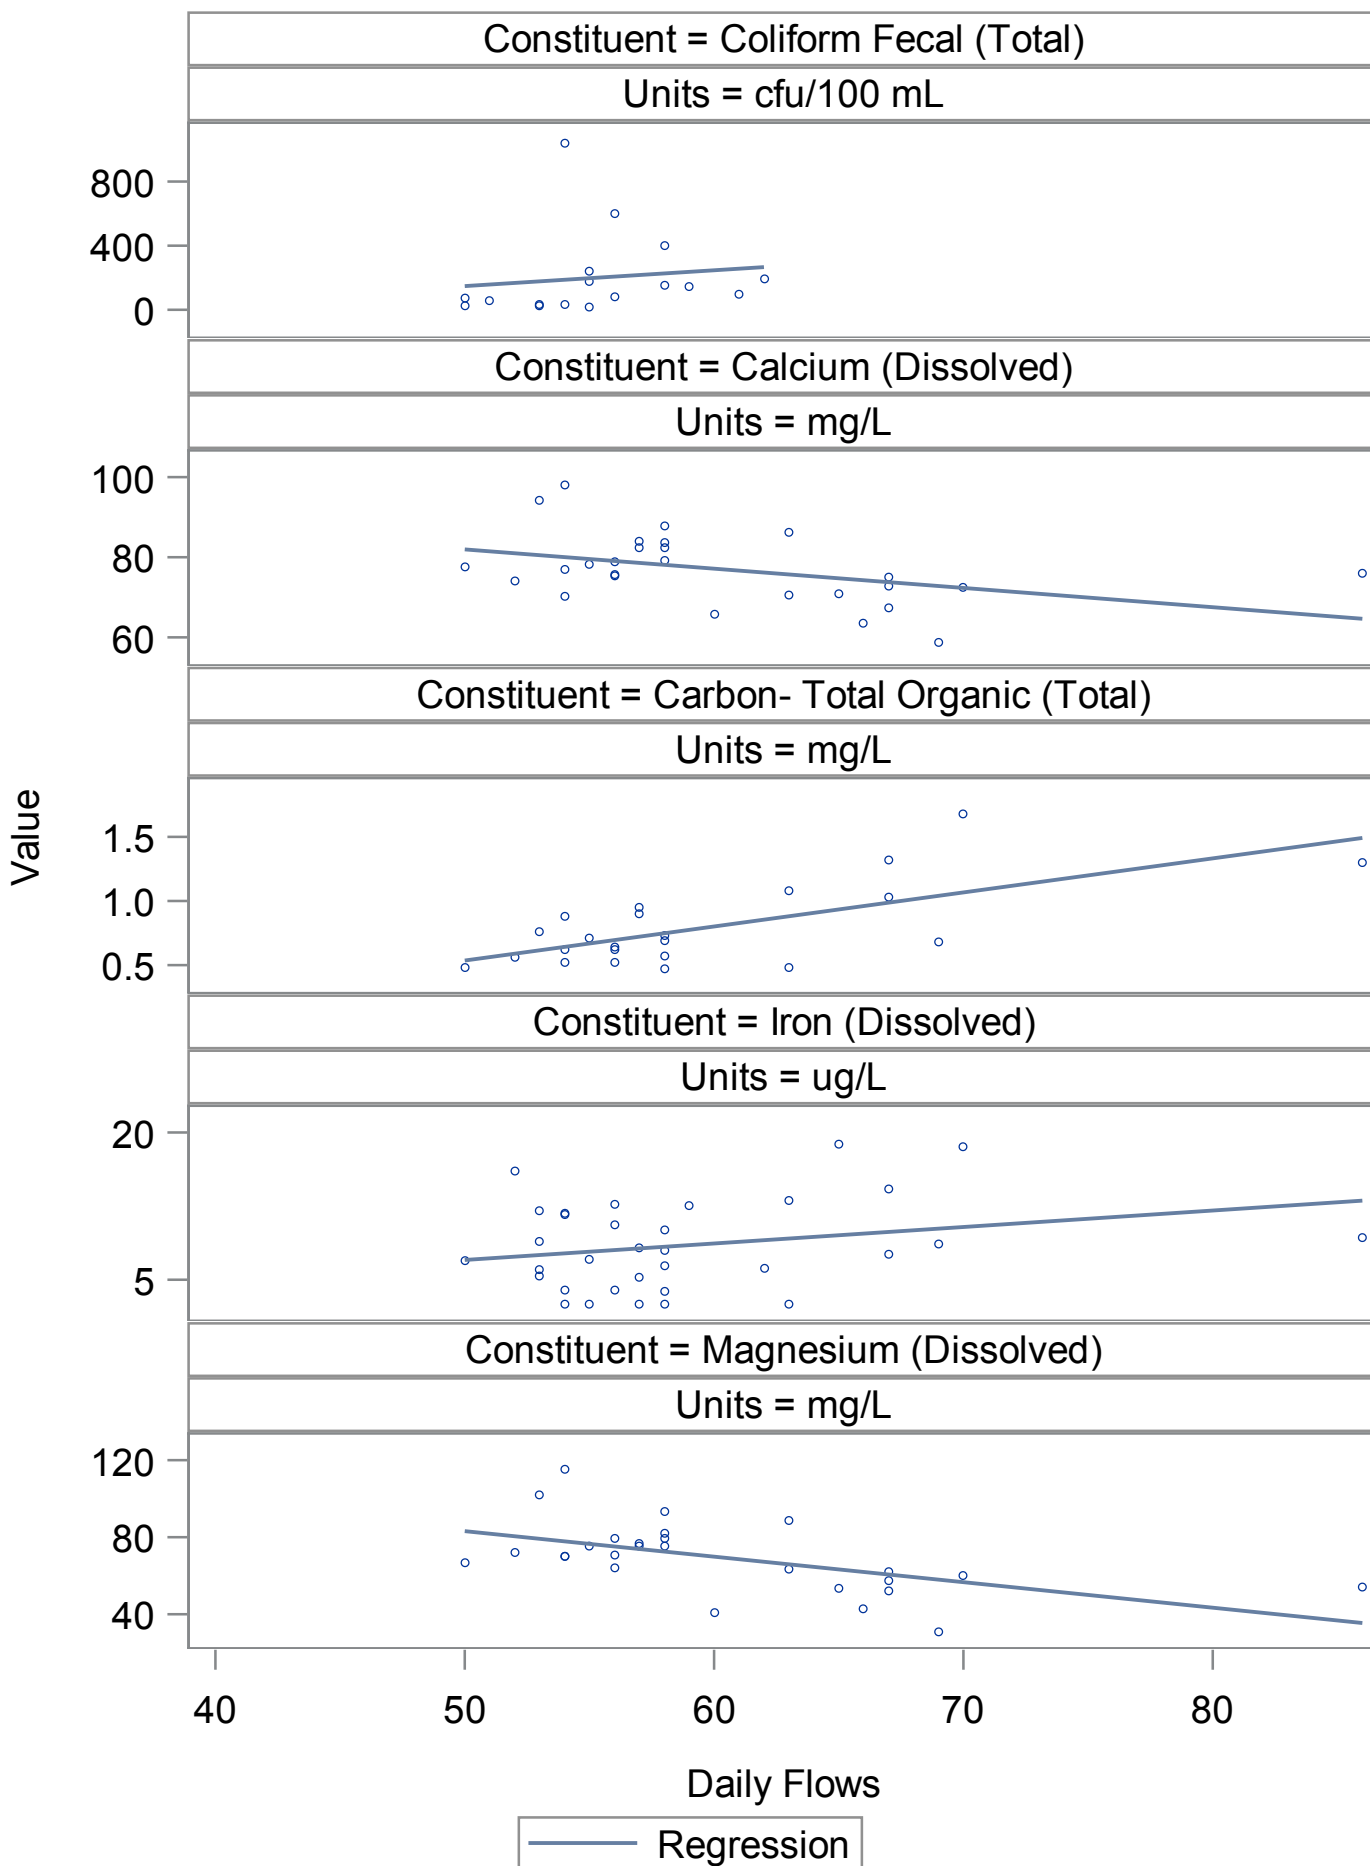 Constituent = Coliform Fecal (Total)
Units = cfu/100 mL
800
400
0
Constituent = Calcium (Dissolved)
Units = mg/L
100
80
60
Constituent = Carbon- Total Organic (Total)
Units = mg/L
Value
1.5
1.0
0.5
Constituent = Iron (Dissolved)
Units = ug/L
20
5
Constituent = Magnesium (Dissolved)
Units = mg/L
120
80
40
40 50 60 70 80
Daily Flows
Regression